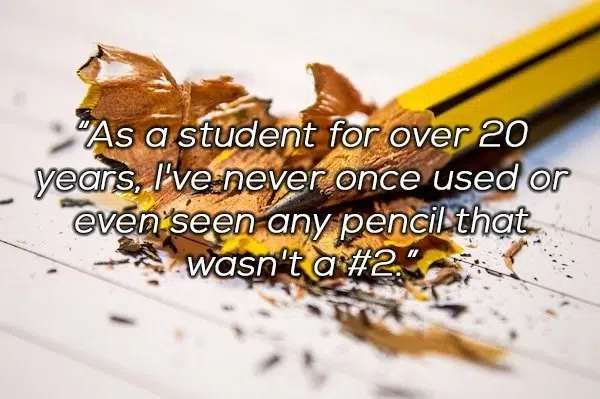 "As a student for over 20
years, I've never once used or
even seen any pencil that
wasn't a #2."